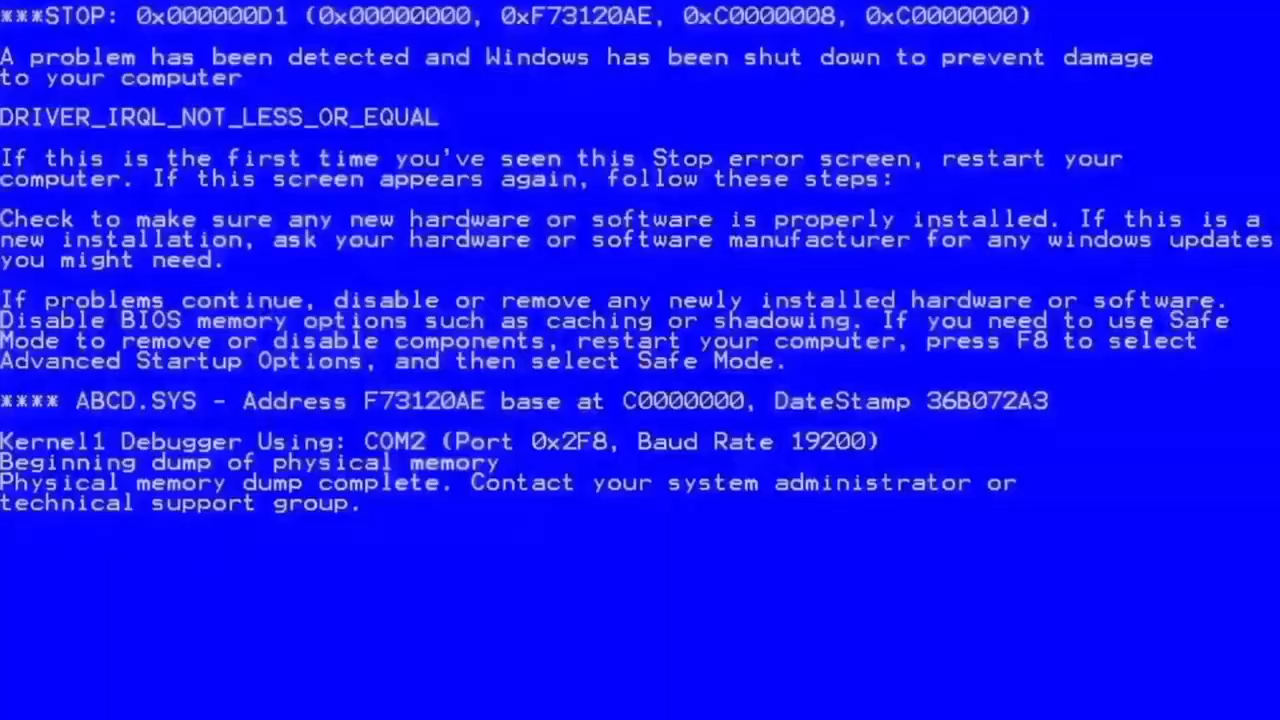 ***STOP: 0x000000D1 (0x00000000, 0xF73120AE, 0xC0000008, 0xC0000000)
A problem has been detected and Windows has been shut down to prevent damage
to your computer
DRIVER_IRQL_NOT_LESS_OR_EQUAL
If this is the first time you've seen this Stop error screen, restart your
computer. If this screen appears again, follow these steps:
Check to make sure any new hardware or software is properly installed. If this is a
new installation, ask your hardware or software manufacturer for any windows updates
you might need.
If problems continue, disable or remove any newly installed hardware or software.
Disable BIOS memory options such as caching or shadowing. If you need to use Safe
Mode to remove or disable components, restart your computer, press F8 to select
Advanced Startup Options, and then select Safe Mode.
**** ABCD.SYS - Address F73120AE base at C0000000, DateStamp 36B072A3
Kernel1 Debugger Using: COM2 (Port 0x2F8, Baud Rate 19200)
Beginning dump of physical memory
Physical memory dump complete. Contact your system administrator or
technical support group.